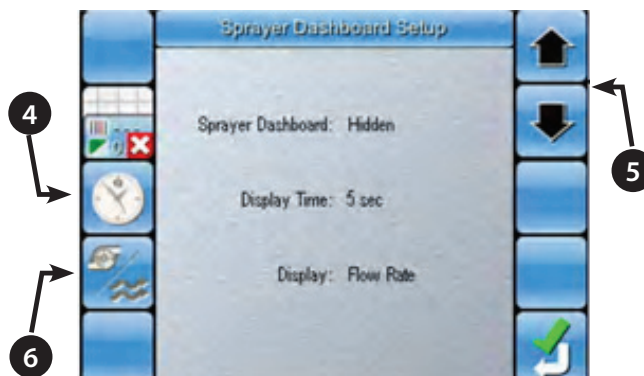 Sprayer Dashboard Setup
4
Sprayer Dashboard: Hidden
5
Display Time: 5 sec
Display: Flow Rate
6